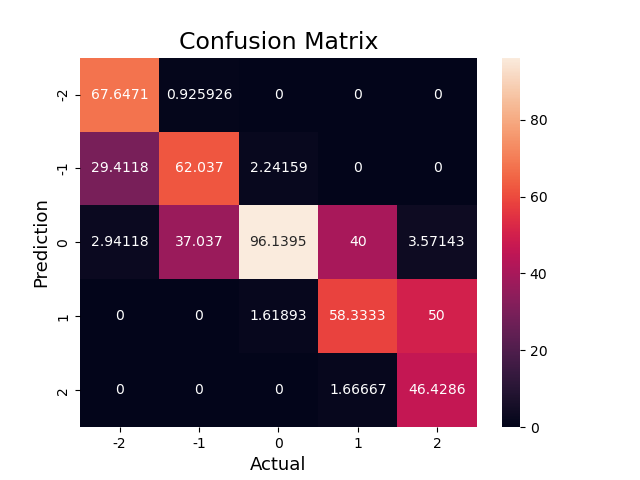 Confusion Matrix
-2 67.6471 0.925926 0 0 0
-1 29.4118 62.037 2.24159 0 0
0 2.94118 37.037 96.1395 40 3.57143
1 0 0 1.61893 58.3333 50
2 0 0 0 1.66667 46.4286
-2 -1 0 1 2
Prediction
Actual
80
60
40
20
0